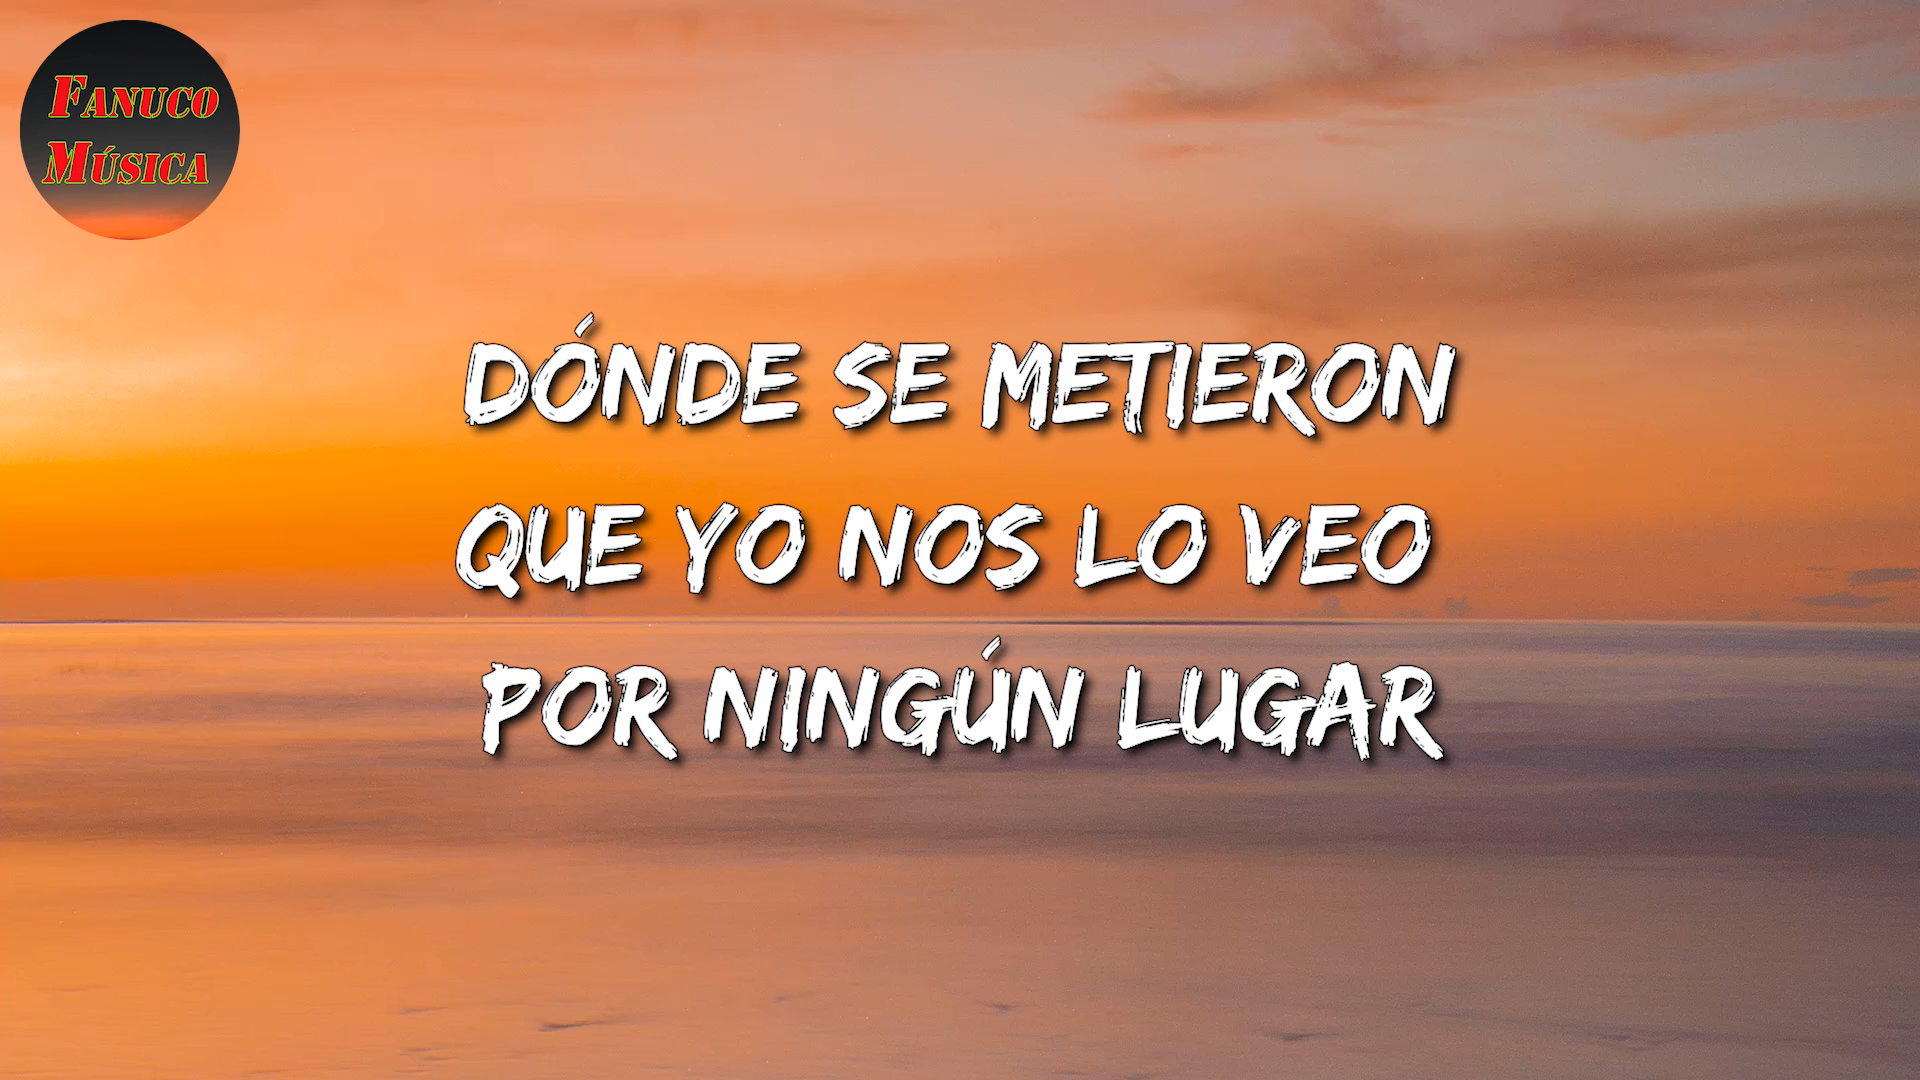 FANUCO
MÚSICA
DÓNDE SE METIERON
QUE YO NOS LO VEO
POR NINGÚN LUGAR